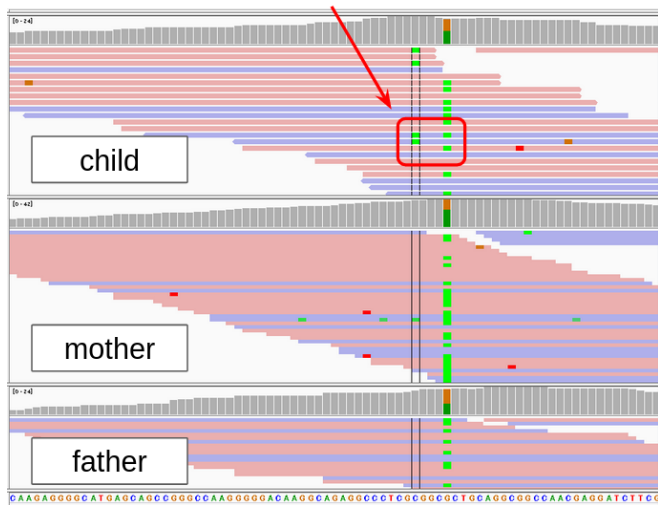 [0 - 24]
child
[0 - 42]
mother
[0 - 24]
father
CAAGAGGGGCATGAGCAGCCGGGCCAAGGGGGACAAGGCAGAGGCCCTCGCGGCGCTGCAGGCGGCCAACGAGGATCTTCG